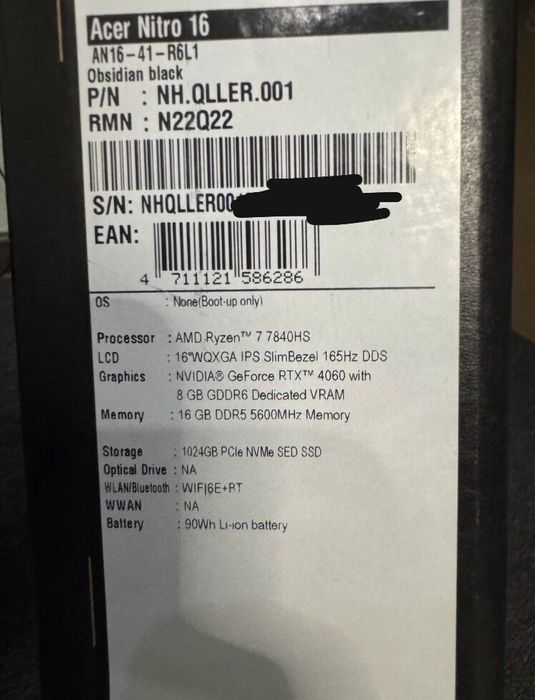 Acer Nitro 16
AN16-41-R6L1
Obsidian black
P/N : NH.QLLER.001
RMN : N22Q22
S/N: NHQLLER00
EAN:
4 711121 586286
OS : None(Boot-up only)
Processor : AMD Ryzen™ 7 7840HS
LCD : 16"WQXGA IPS SlimBezel 165Hz DDS
Graphics : NVIDIA® GeForce RTX™ 4060 with
8 GB GDDR6 Dedicated VRAM
Memory : 16 GB DDR5 5600MHz Memory
Storage : 1024GB PCIe NVMe SED SSD
Optical Drive : NA
WLAN/Bluetooth : WIFI6E+BT
WWAN : NA
Battery : 90Wh Li-ion battery